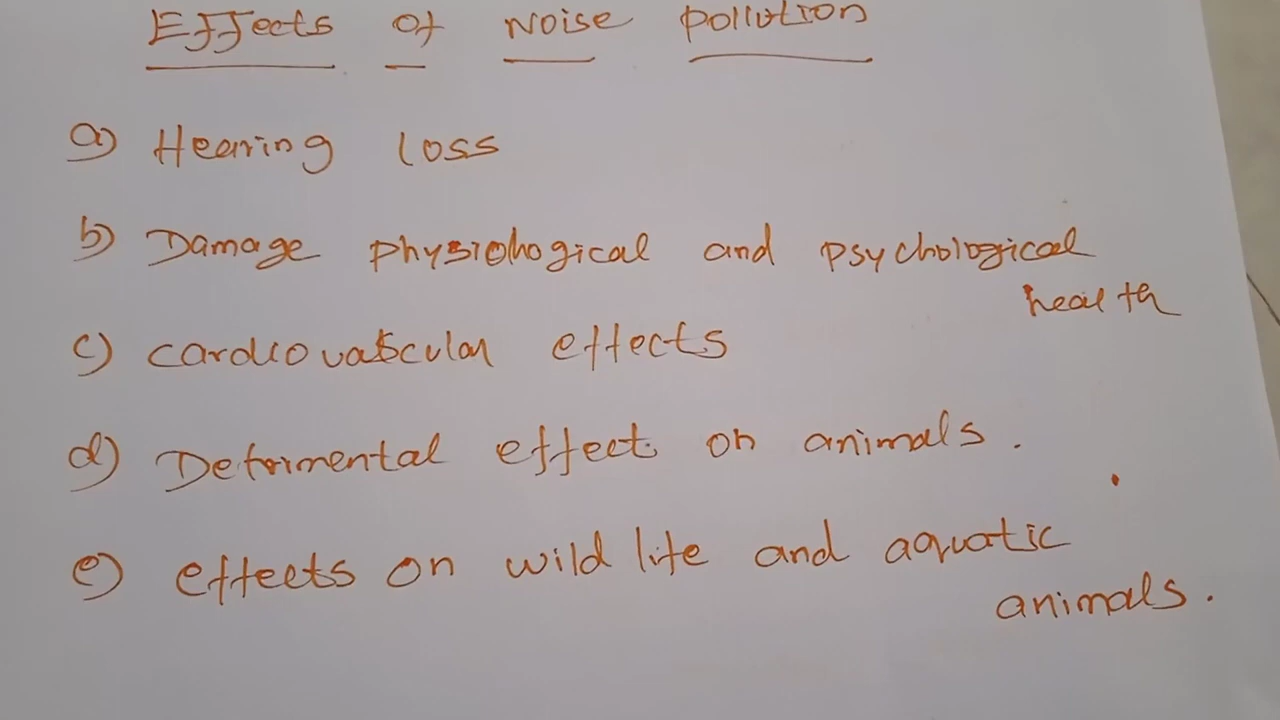 Effects of Noise pollution
a) Hearing loss
b) Damage physiological and psychological
health
c) cardiovascular effects
d) Detrimental effect on animals.
e) effects on wild life and aquatic
animals.